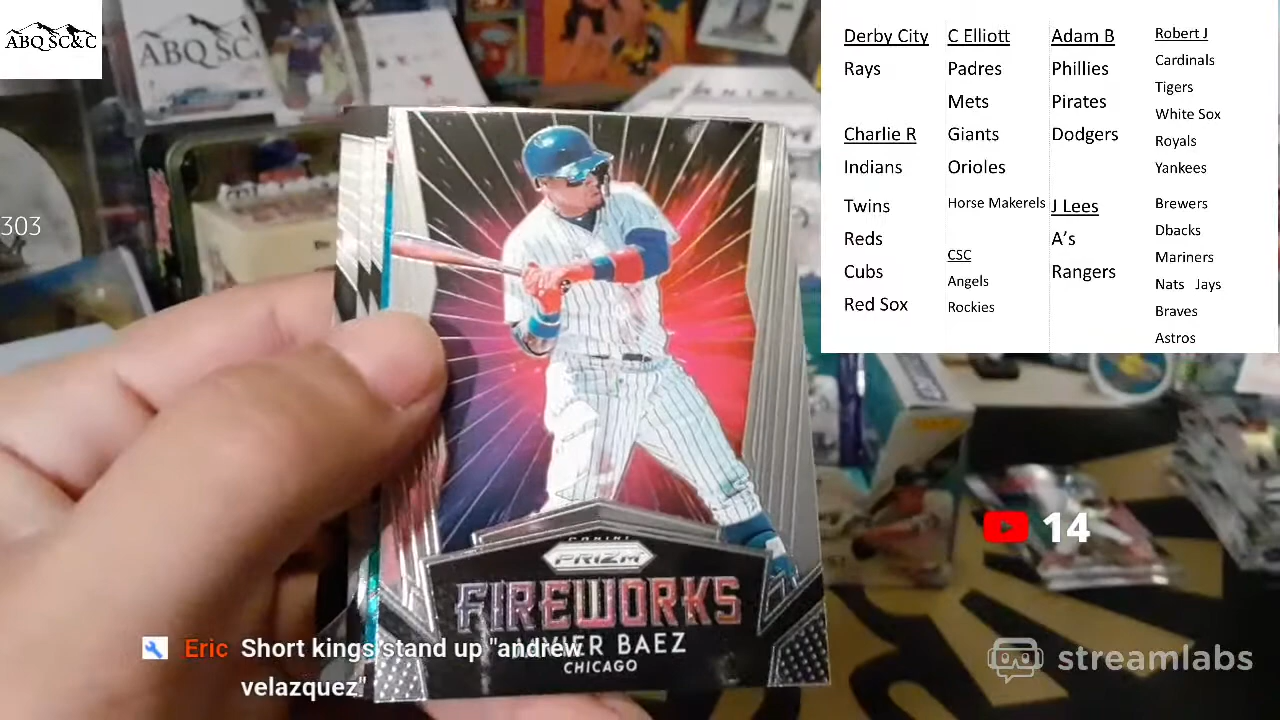 ABQ SC&C
ABQ SC
PANINI
303
Derby City
Rays
Charlie R
Indians
Twins
Reds
Cubs
Red Sox
C Elliott
Padres
Mets
Giants
Orioles
Horse Makerels
CSC
Angels
Rockies
Adam B
Phillies
Pirates
Dodgers
J Lees
A's
Rangers
Robert J
Cardinals
Tigers
White Sox
Royals
Yankees
Brewers
Dbacks
Mariners
Nats Jays
Braves
Astros
14
PANINI
PRIZM
FIREWORKS
BAEZ
CHICAGO
Eric Short kings stand up "andrew
velazquez"
streamlabs